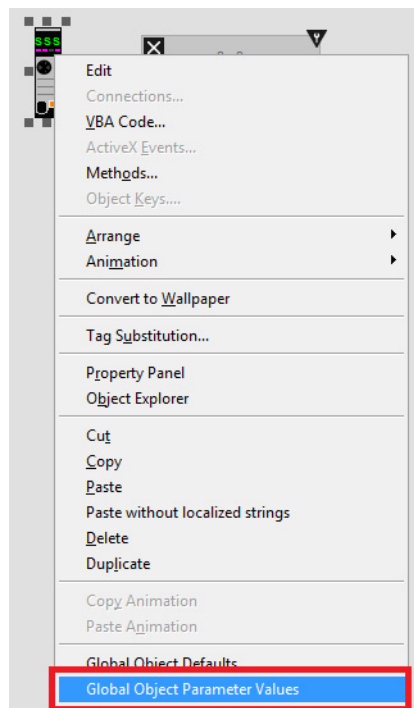 SSS
Edit
Connections...
VBA Code...
ActiveX Events...
Methods...
Object Keys....
Arrange
Animation
Convert to Wallpaper
Tag Substitution...
Property Panel
Object Explorer
Cut
Copy
Paste
Paste without localized strings
Delete
Duplicate
Copy Animation
Paste Animation
Global Object Defaults
Global Object Parameter Values